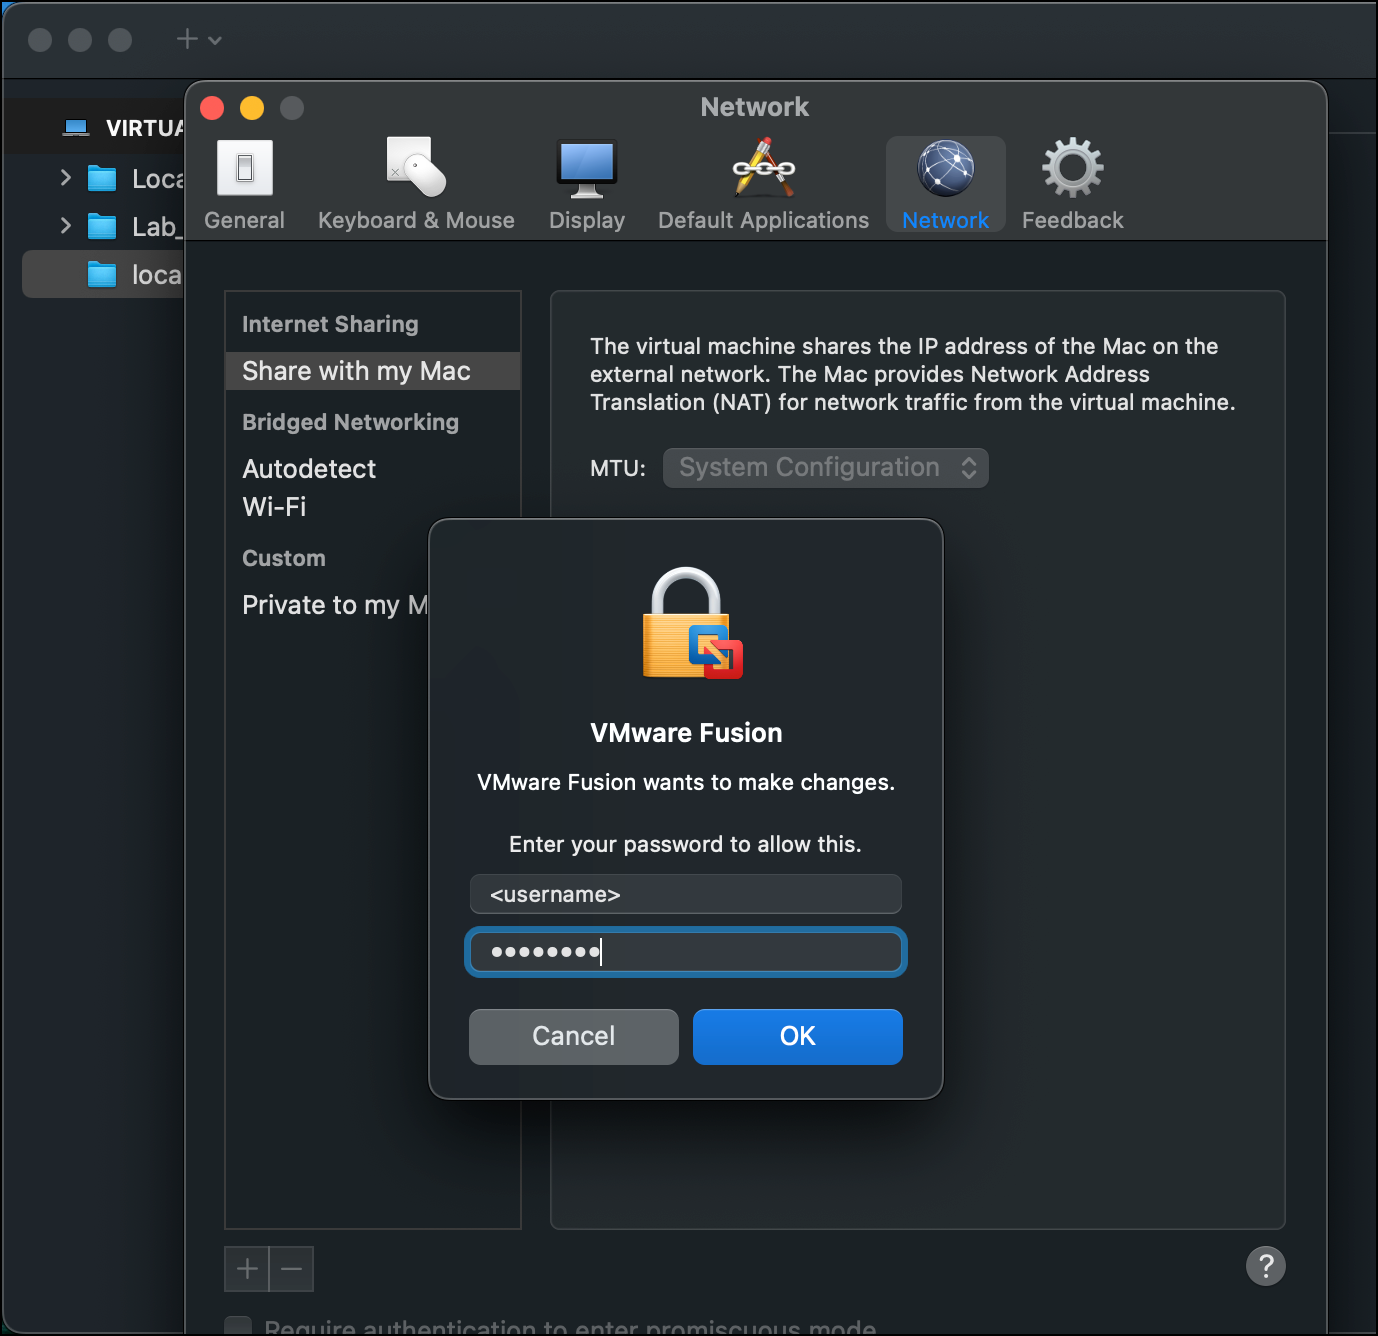 Network
VIRTUA
Loca
Lab_
loca
General
Keyboard & Mouse
Display
Default Applications
Network
Feedback
Internet Sharing
Share with my Mac
Bridged Networking
Autodetect
Wi-Fi
Custom
Private to my M
The virtual machine shares the IP address of the Mac on the
external network. The Mac provides Network Address
Translation (NAT) for network traffic from the virtual machine.
MTU: System Configuration
VMware Fusion
VMware Fusion wants to make changes.
Enter your password to allow this.
<username>
••••••••
Cancel
OK
?
Require authentication to enter promiscuous mode